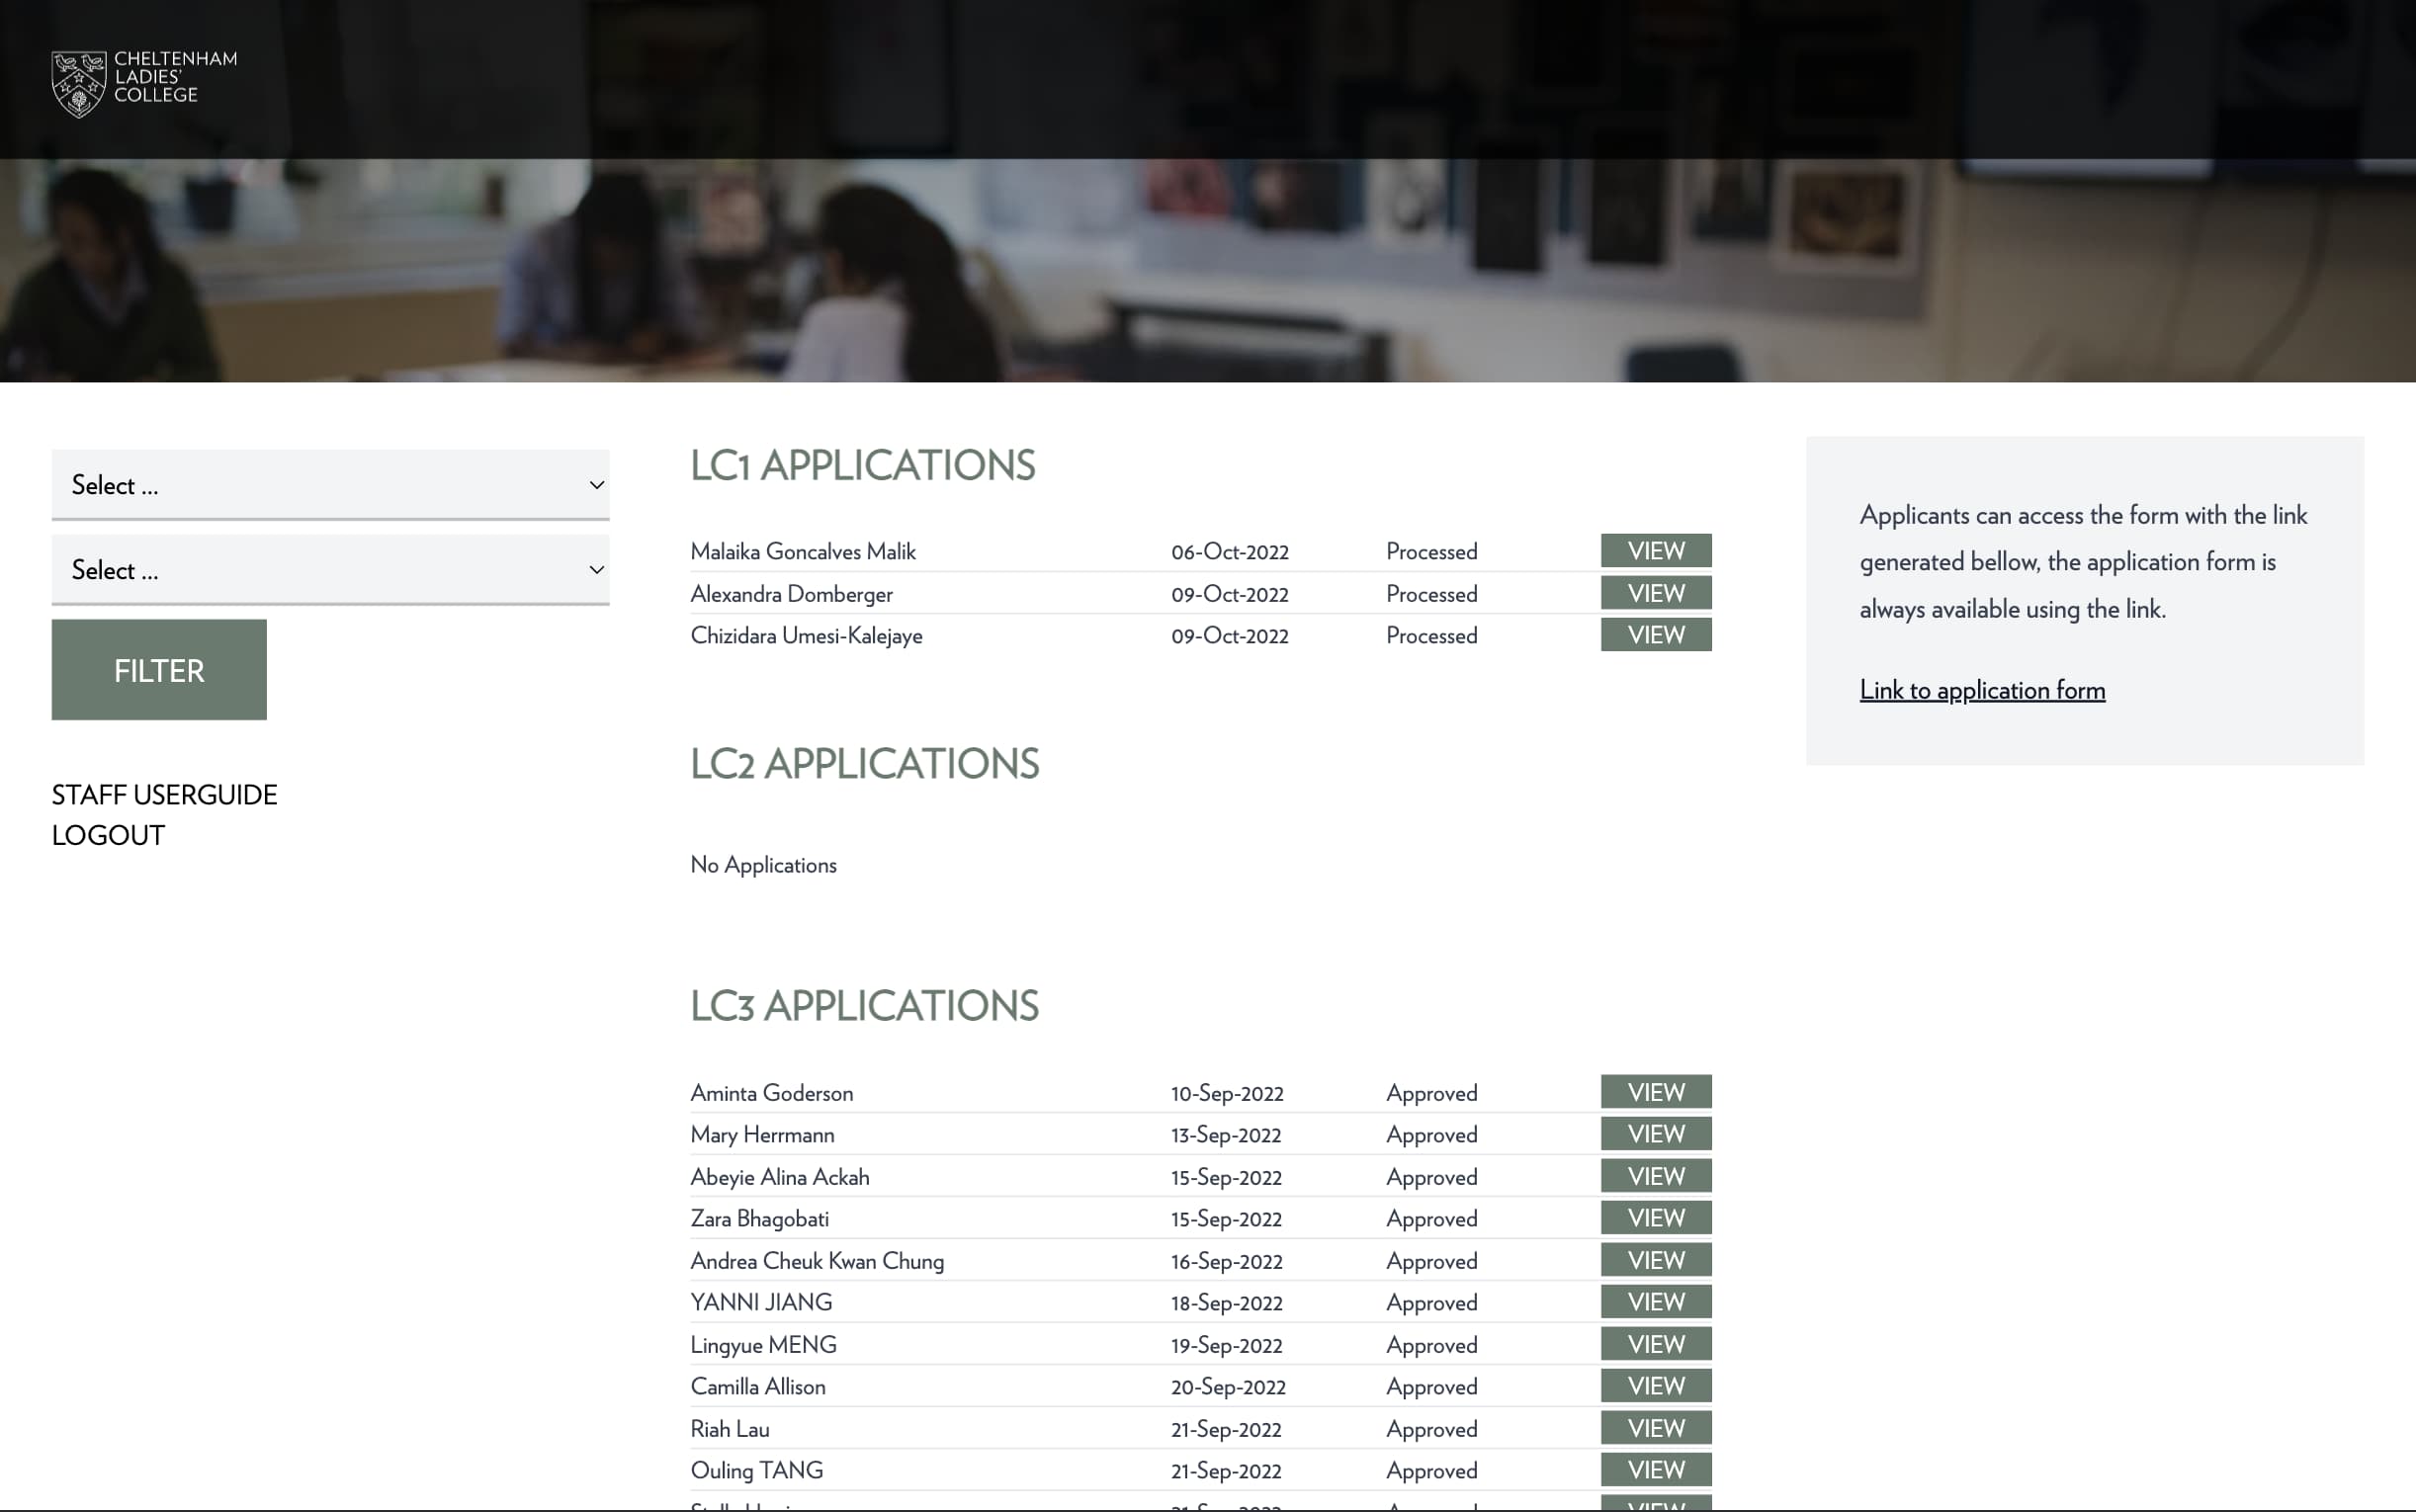 CHELTENHAM
LADIES'
COLLEGE
Select ...
Select ...
FILTER
STAFF USERGUIDE
LOGOUT
LC1 APPLICATIONS
Malaika Goncalves Malik 06-Oct-2022 Processed VIEW
Alexandra Domberger 09-Oct-2022 Processed VIEW
Chizidara Umesi-Kalejaye 09-Oct-2022 Processed VIEW
LC2 APPLICATIONS
No Applications
LC3 APPLICATIONS
Aminta Goderson 10-Sep-2022 Approved VIEW
Mary Herrmann 13-Sep-2022 Approved VIEW
Abeyie Alina Ackah 15-Sep-2022 Approved VIEW
Zara Bhagobati 15-Sep-2022 Approved VIEW
Andrea Cheuk Kwan Chung 16-Sep-2022 Approved VIEW
YANNI JIANG 18-Sep-2022 Approved VIEW
Lingyue MENG 19-Sep-2022 Approved VIEW
Camilla Allison 20-Sep-2022 Approved VIEW
Riah Lau 21-Sep-2022 Approved VIEW
Ouling TANG 21-Sep-2022 Approved VIEW
Applicants can access the form with the link
generated bellow, the application form is
always available using the link.
Link to application form